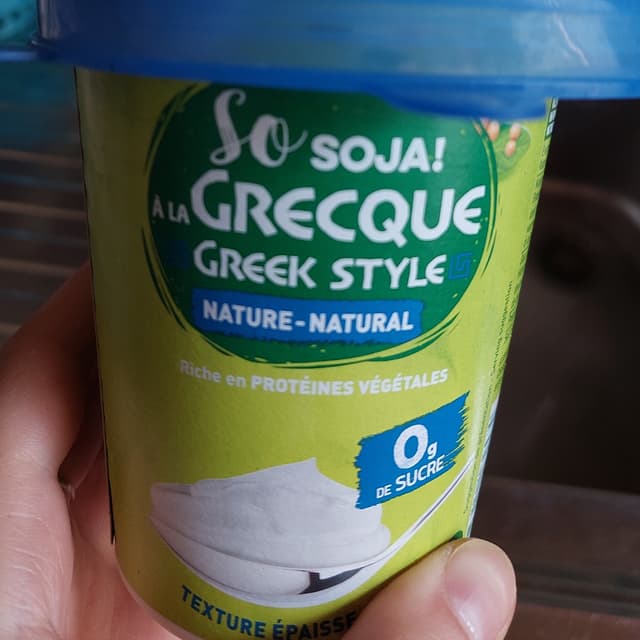 So SOJA!
À LA GRECQUE
GREEK STYLE
NATURE - NATURAL
Riche en PROTÉINES VÉGÉTALES
0g
DE SUCRE
TEXTURE ÉPAISSE